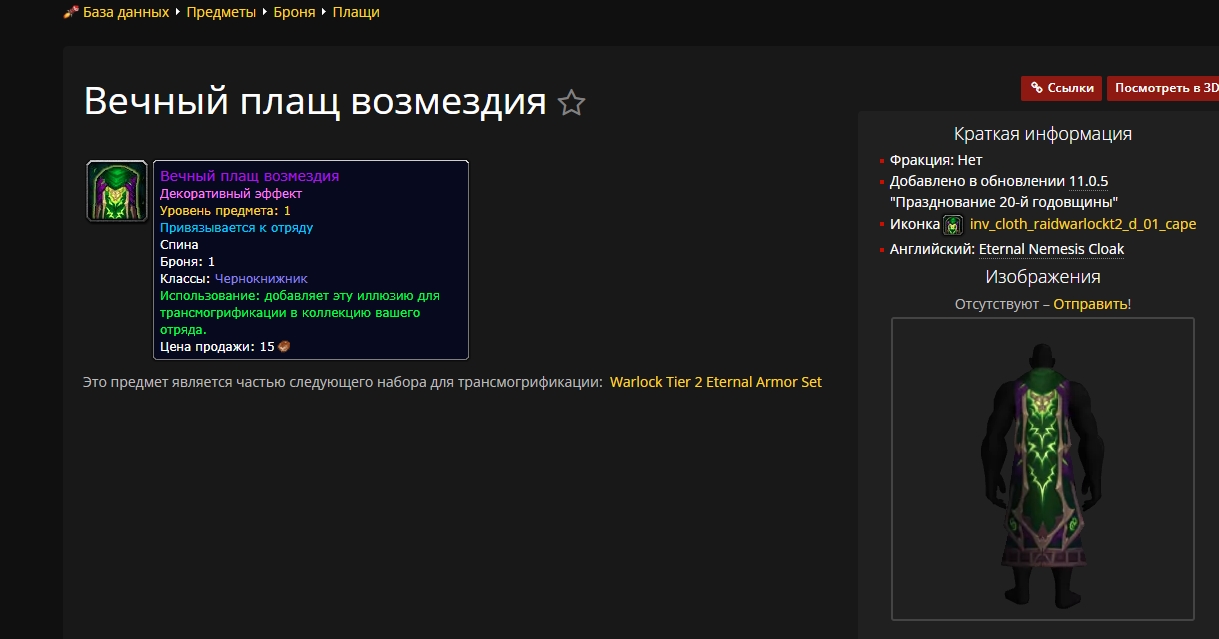 База данных ▸ Предметы ▸ Броня ▸ Плащи
Вечный плащ возмездия
Вечный плащ возмездия
Декоративный эффект
Уровень предмета: 1
Привязывается к отряду
Спина
Броня: 1
Классы: Чернокнижник
Использование: добавляет эту иллюзию для
трансмогрификации в коллекцию вашего
отряда.
Цена продажи: 15
Это предмет является частью следующего набора для трансмогрификации: Warlock Tier 2 Eternal Armor Set
Ссылки
Посмотреть в 3D
Краткая информация
Фракция: Нет
Добавлено в обновлении 11.0.5
"Празднование 20-й годовщины"
Иконка inv_cloth_raidwarlockt2_d_01_cape
Английский: Eternal Nemesis Cloak
Изображения
Отсутствуют – Отправить!